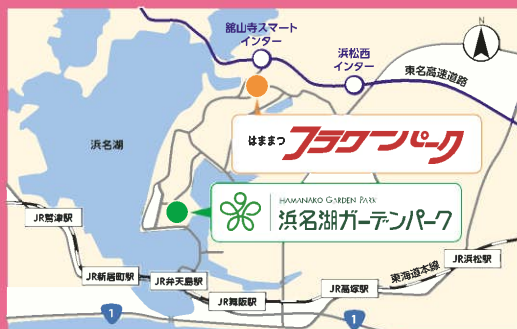 舘山寺スマート
インター
N
浜松西
インター
東名高速道路
はままつ
フラワーパーク
浜名湖
HAMANAKO GARDEN PARK
浜名湖ガーデンパーク
JR鷲津駅
JR新居町駅
JR弁天島駅
JR舞阪駅
JR高塚駅
JR浜松駅
東海道本線
1
1